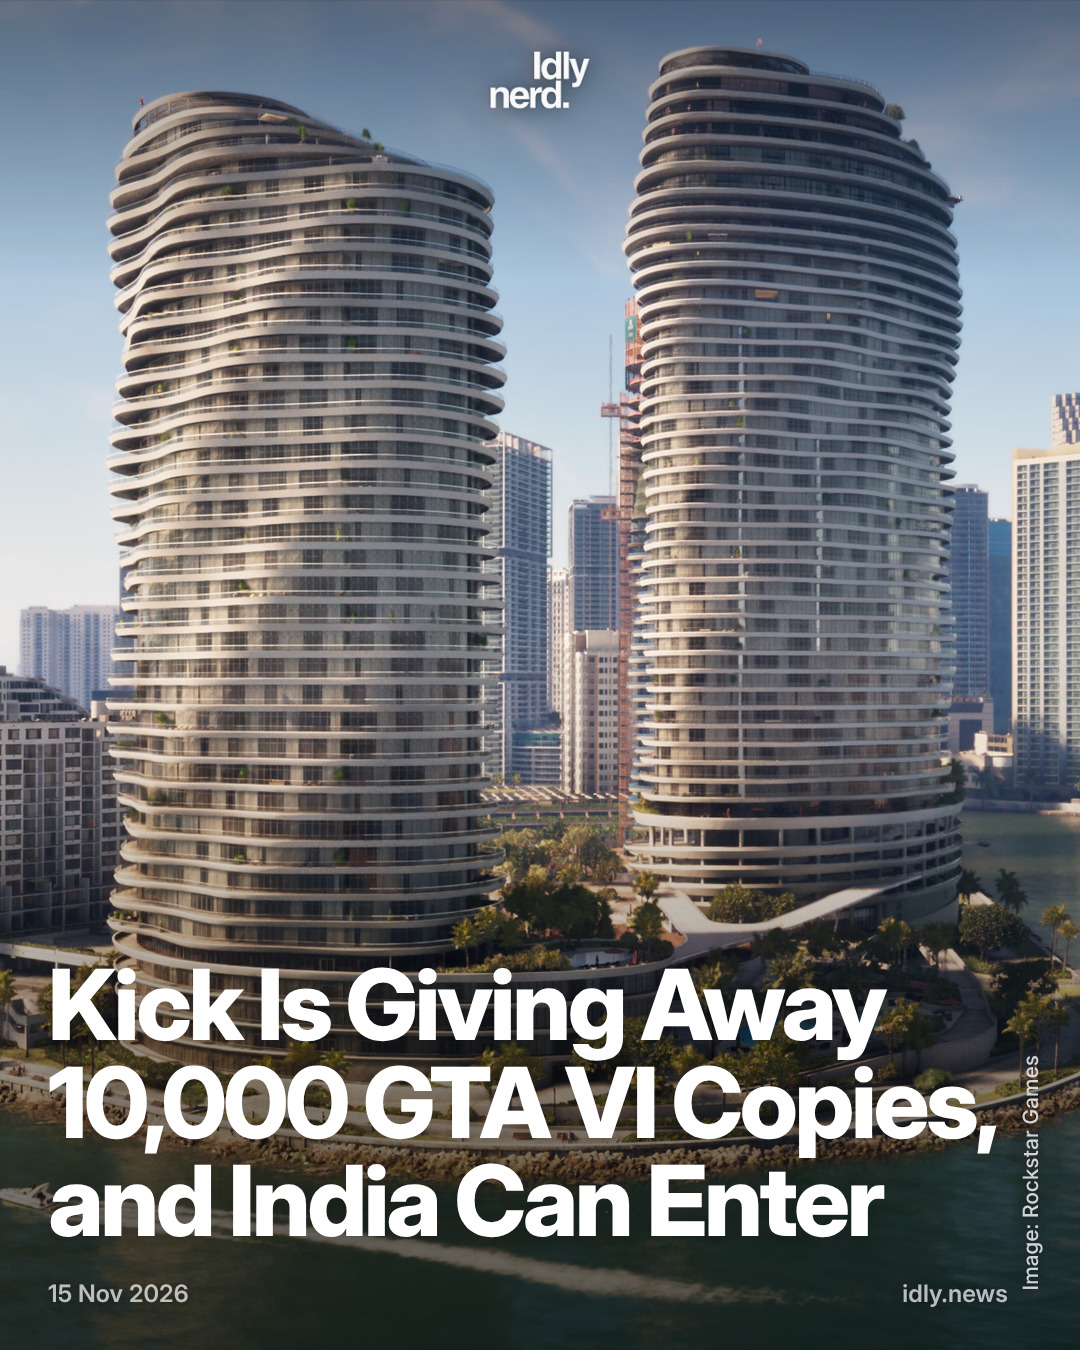 Idly
nerd.
Kick Is Giving Away
10,000 GTA VI Copies,
and India Can Enter
Image: Rockstar Games
15 Nov 2026
idly.news